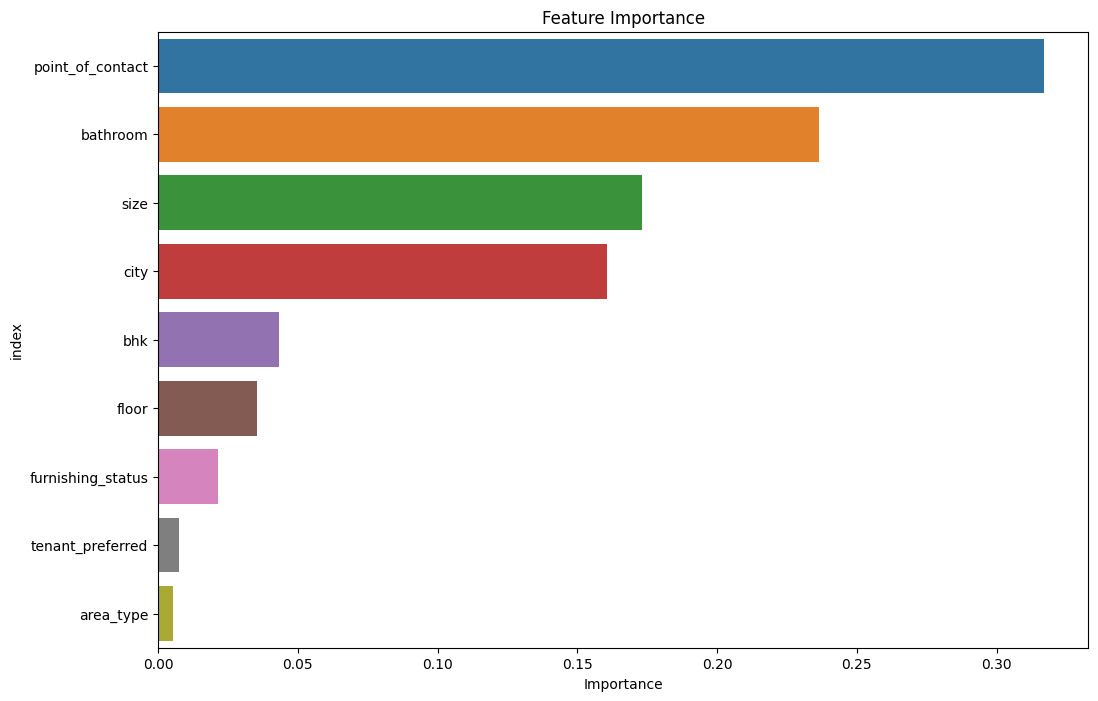 Feature Importance
point_of_contact
bathroom
size
city
bhk
floor
furnishing_status
tenant_preferred
area_type
index
0.00 0.05 0.10 0.15 0.20 0.25 0.30
Importance